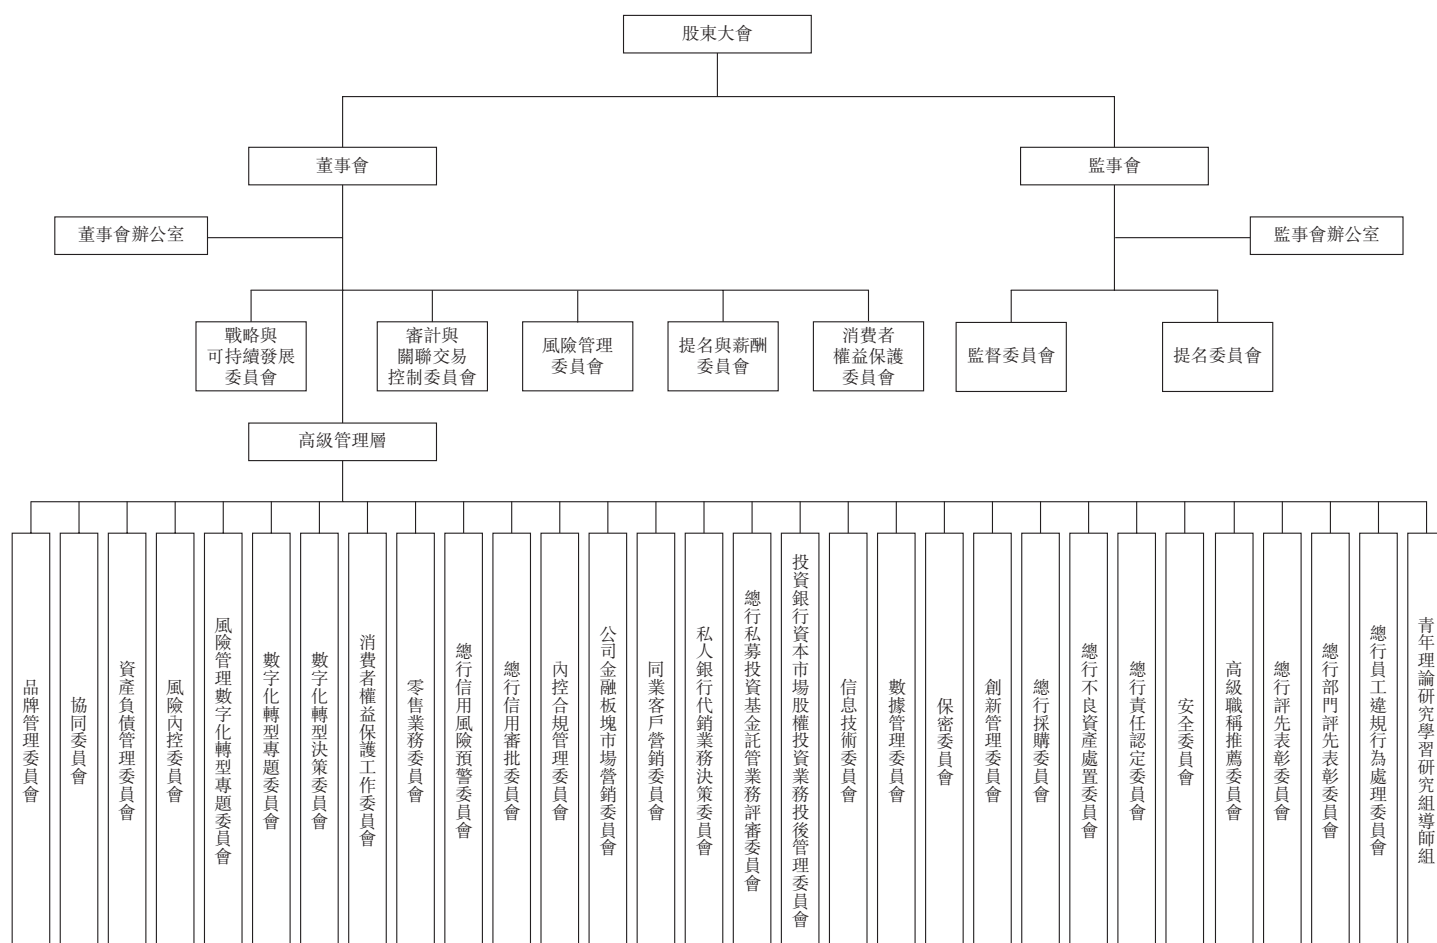 股東大會
董事會
監事會
董事會辦公室
監事會辦公室
戰略與
可持續發展
委員會
審計與
關聯交易
控制委員會
風險管理
委員會
提名與薪酬
委員會
消費者
權益保護
委員會
監督委員會
提名委員會
高級管理層
品牌管理委員會
協同委員會
資產負債管理委員會
風險內控委員會
風險管理數字化轉型專題委員會
數字化轉型專題委員會
數字化轉型決策委員會
消費者權益保護工作委員會
零售業務委員會
總行信用風險預警委員會
總行信用審批委員會
內控合規管理委員會
公司金融板塊市場營銷委員會
同業客戶營銷委員會
私人銀行代銷業務決策委員會
總行私募投資基金託管業務評審委員會
投資銀行資本市場股權投資業務投後管理委員會
信息技術委員會
數據管理委員會
保密委員會
創新管理委員會
總行採購委員會
總行不良資產處置委員會
總行責任認定委員會
安全委員會
高級職稱推薦委員會
總行評先表彰委員會
總行部門評先表彰委員會
總行員工違規行為處理委員會
青年理論研究學習研究組導師組